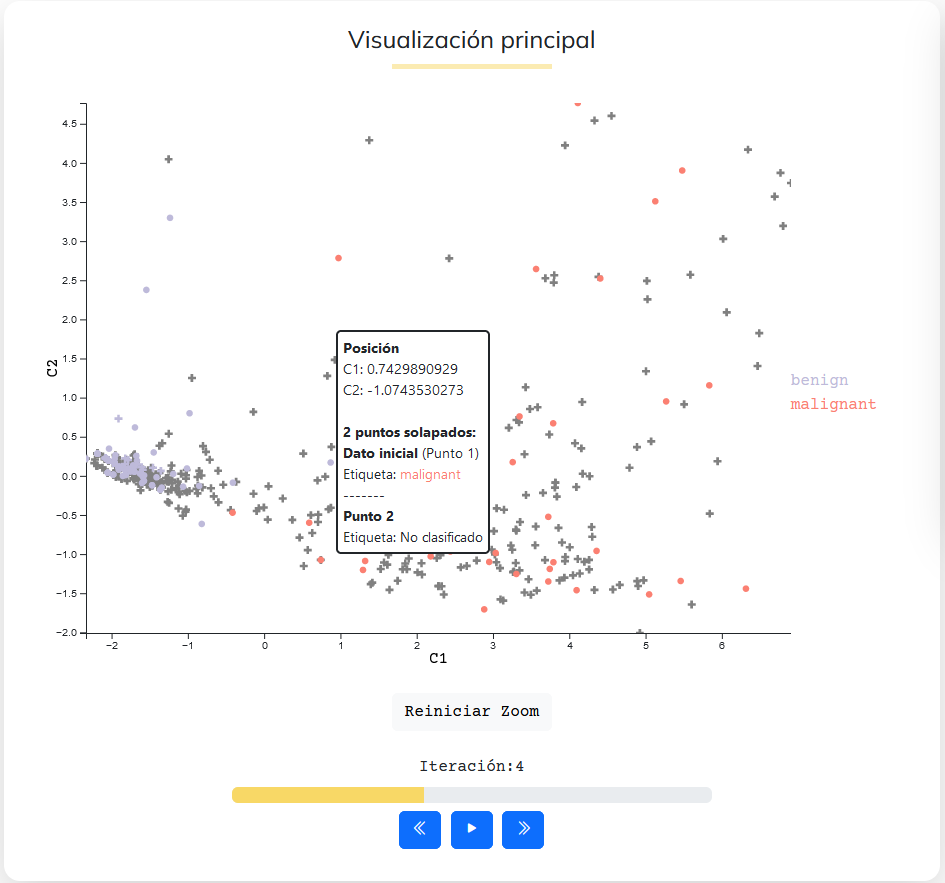 Visualización principal
4.5
4.0
3.5
3.0
2.5
2.0
1.5
1.0
0.5
0.0
−0.5
−1.0
−1.5
−2.0
C2
Posición
C1: 0.7429890929
C2: -1.0743530273
2 puntos solapados:
Dato inicial (Punto 1)
Etiqueta: malignant
-------
Punto 2
Etiqueta: No clasificado
benign
malignant
−2 −1 0 1 2 3 4 5 6
C1
Reiniciar Zoom
Iteración:4